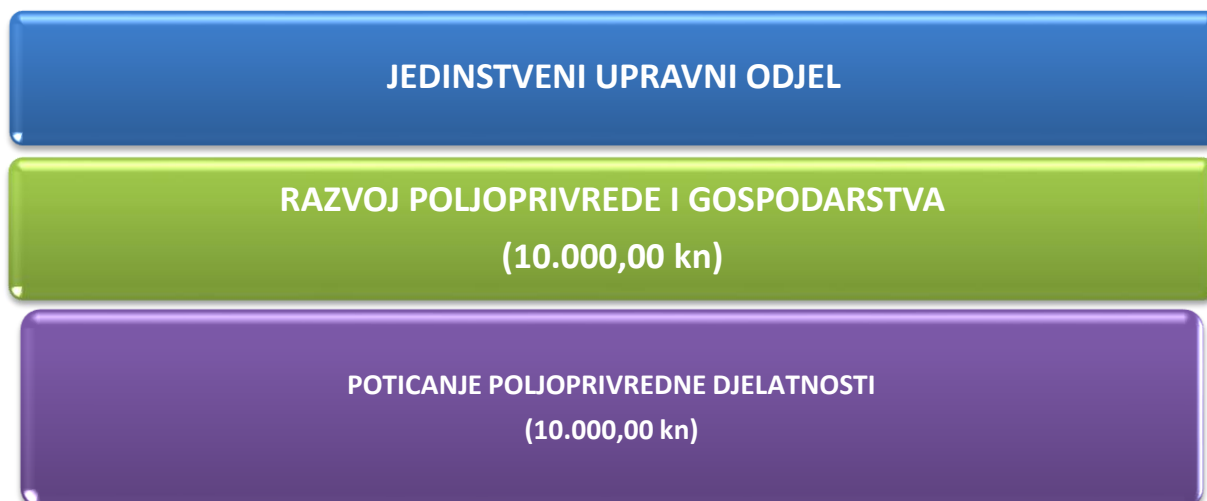 JEDINSTVENI UPRAVNI ODJEL
RAZVOJ POLJOPRIVREDE I GOSPODARSTVA
(10.000,00 kn)
POTICANJE POLJOPRIVREDNE DJELATNOSTI
(10.000,00 kn)